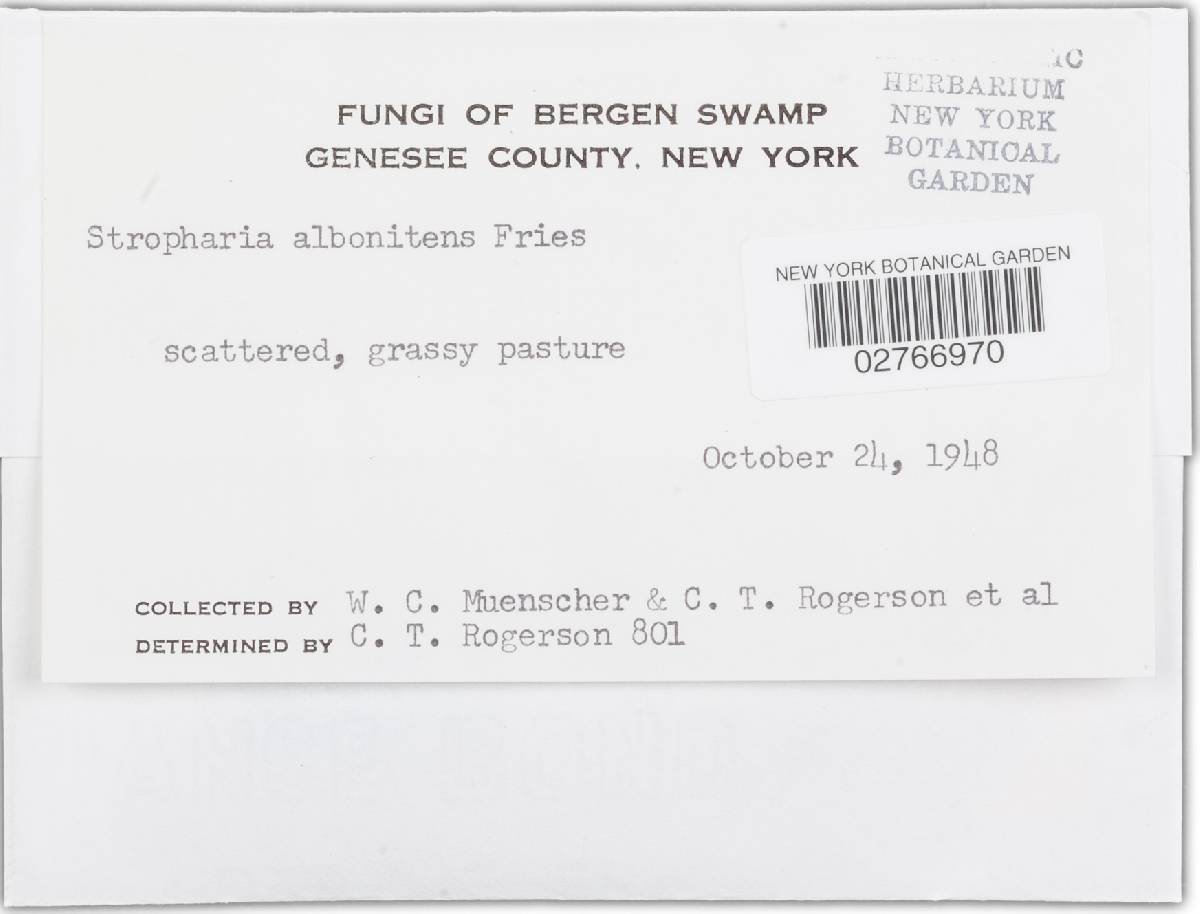 HERBARIUM
NEW YORK
BOTANICAL
GARDEN
FUNGI OF BERGEN SWAMP
GENESEE COUNTY, NEW YORK
Stropharia albonitens Fries
NEW YORK BOTANICAL GARDEN
02766970
scattered, grassy pasture
October 24, 1948
COLLECTED BY W. C. Muenscher & C. T. Rogerson et al
DETERMINED BY C. T. Rogerson 801